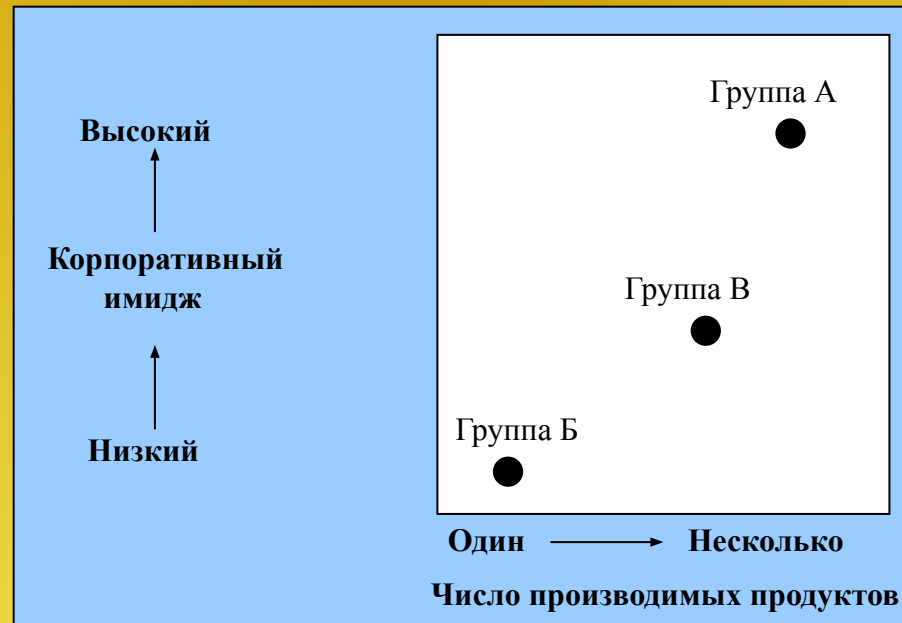 Группа А
Высокий
Корпоративный
имидж
Группа В
Группа Б
Низкий
Один Несколько
Число производимых продуктов